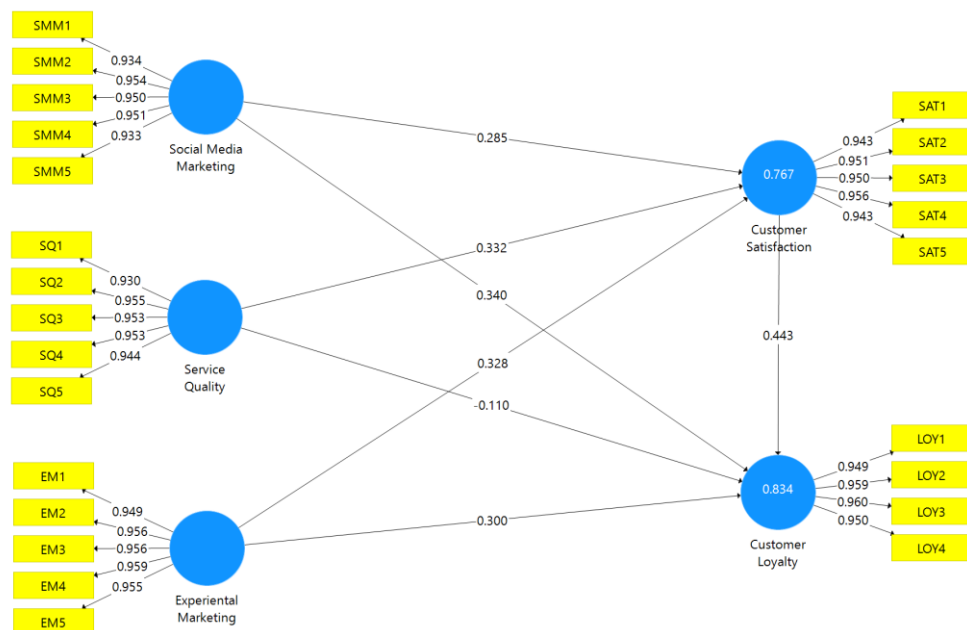 SMM1
SMM2
SMM3
SMM4
SMM5
0.934
0.954
0.950
0.951
0.933
Social Media
Marketing
SQ1
SQ2
SQ3
SQ4
SQ5
0.930
0.955
0.953
0.953
0.944
Service
Quality
EM1
EM2
EM3
EM4
EM5
0.949
0.956
0.956
0.959
0.955
Experiental
Marketing
0.285
0.332
0.340
0.328
-0.110
0.300
0.443
0.767
Customer
Satisfaction
0.943
0.951
0.950
0.956
0.943
SAT1
SAT2
SAT3
SAT4
SAT5
0.834
Customer
Loyalty
0.949
0.959
0.960
0.950
LOY1
LOY2
LOY3
LOY4